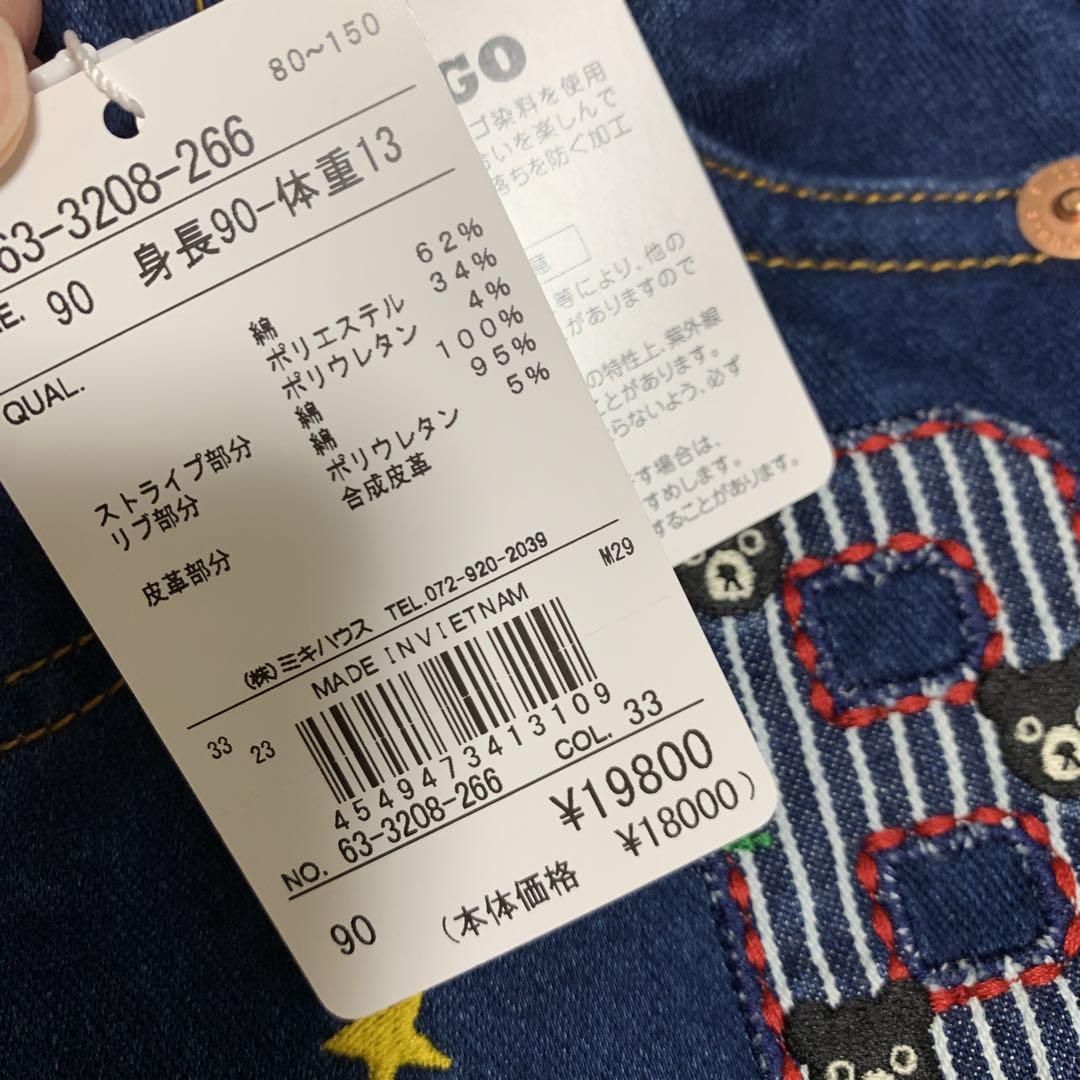 80~150
63-3208-266
90 身長90-体重13
QUAL.
綿 62%
ポリエステル 34%
ポリウレタン 4%
ストライプ部分 綿 100%
リブ部分 綿 95%
ポリウレタン 5%
皮革部分 合成皮革
(株)ミキハウス TEL.072-920-2039
M29
MADE IN VIETNAM
33 23
4549473413109
NO. 63-3208-266 COL. 33
¥19800
90 (本体価格 ¥18000)
GO
ゴ染料を使用
合いを楽しんで
落ちを防ぐ加工
等により、他の
がありますので
の特性上、紫外線
ことがあります。
らないよう、必ず
す場合は、
すめします。
することがあります。